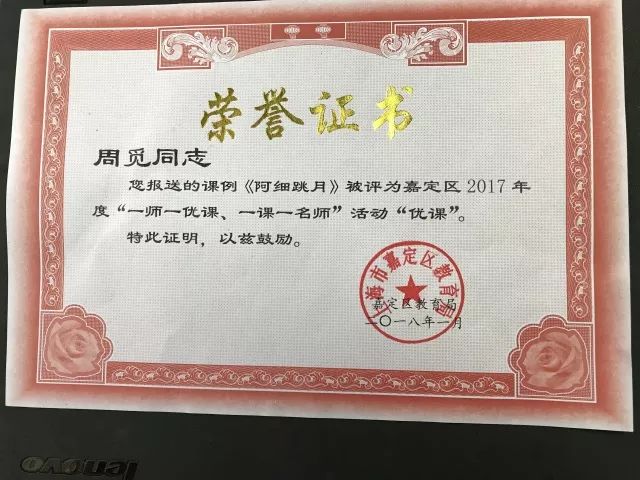 荣誉证书
周觅同志
您报送的课例《阿细跳月》被评为嘉定区2017年
度“一师一优课、一课一名师”活动“优课”。
特此证明，以兹鼓励。
上海市嘉定区教育局
嘉定区教育局
二〇一八年一月
lenovo